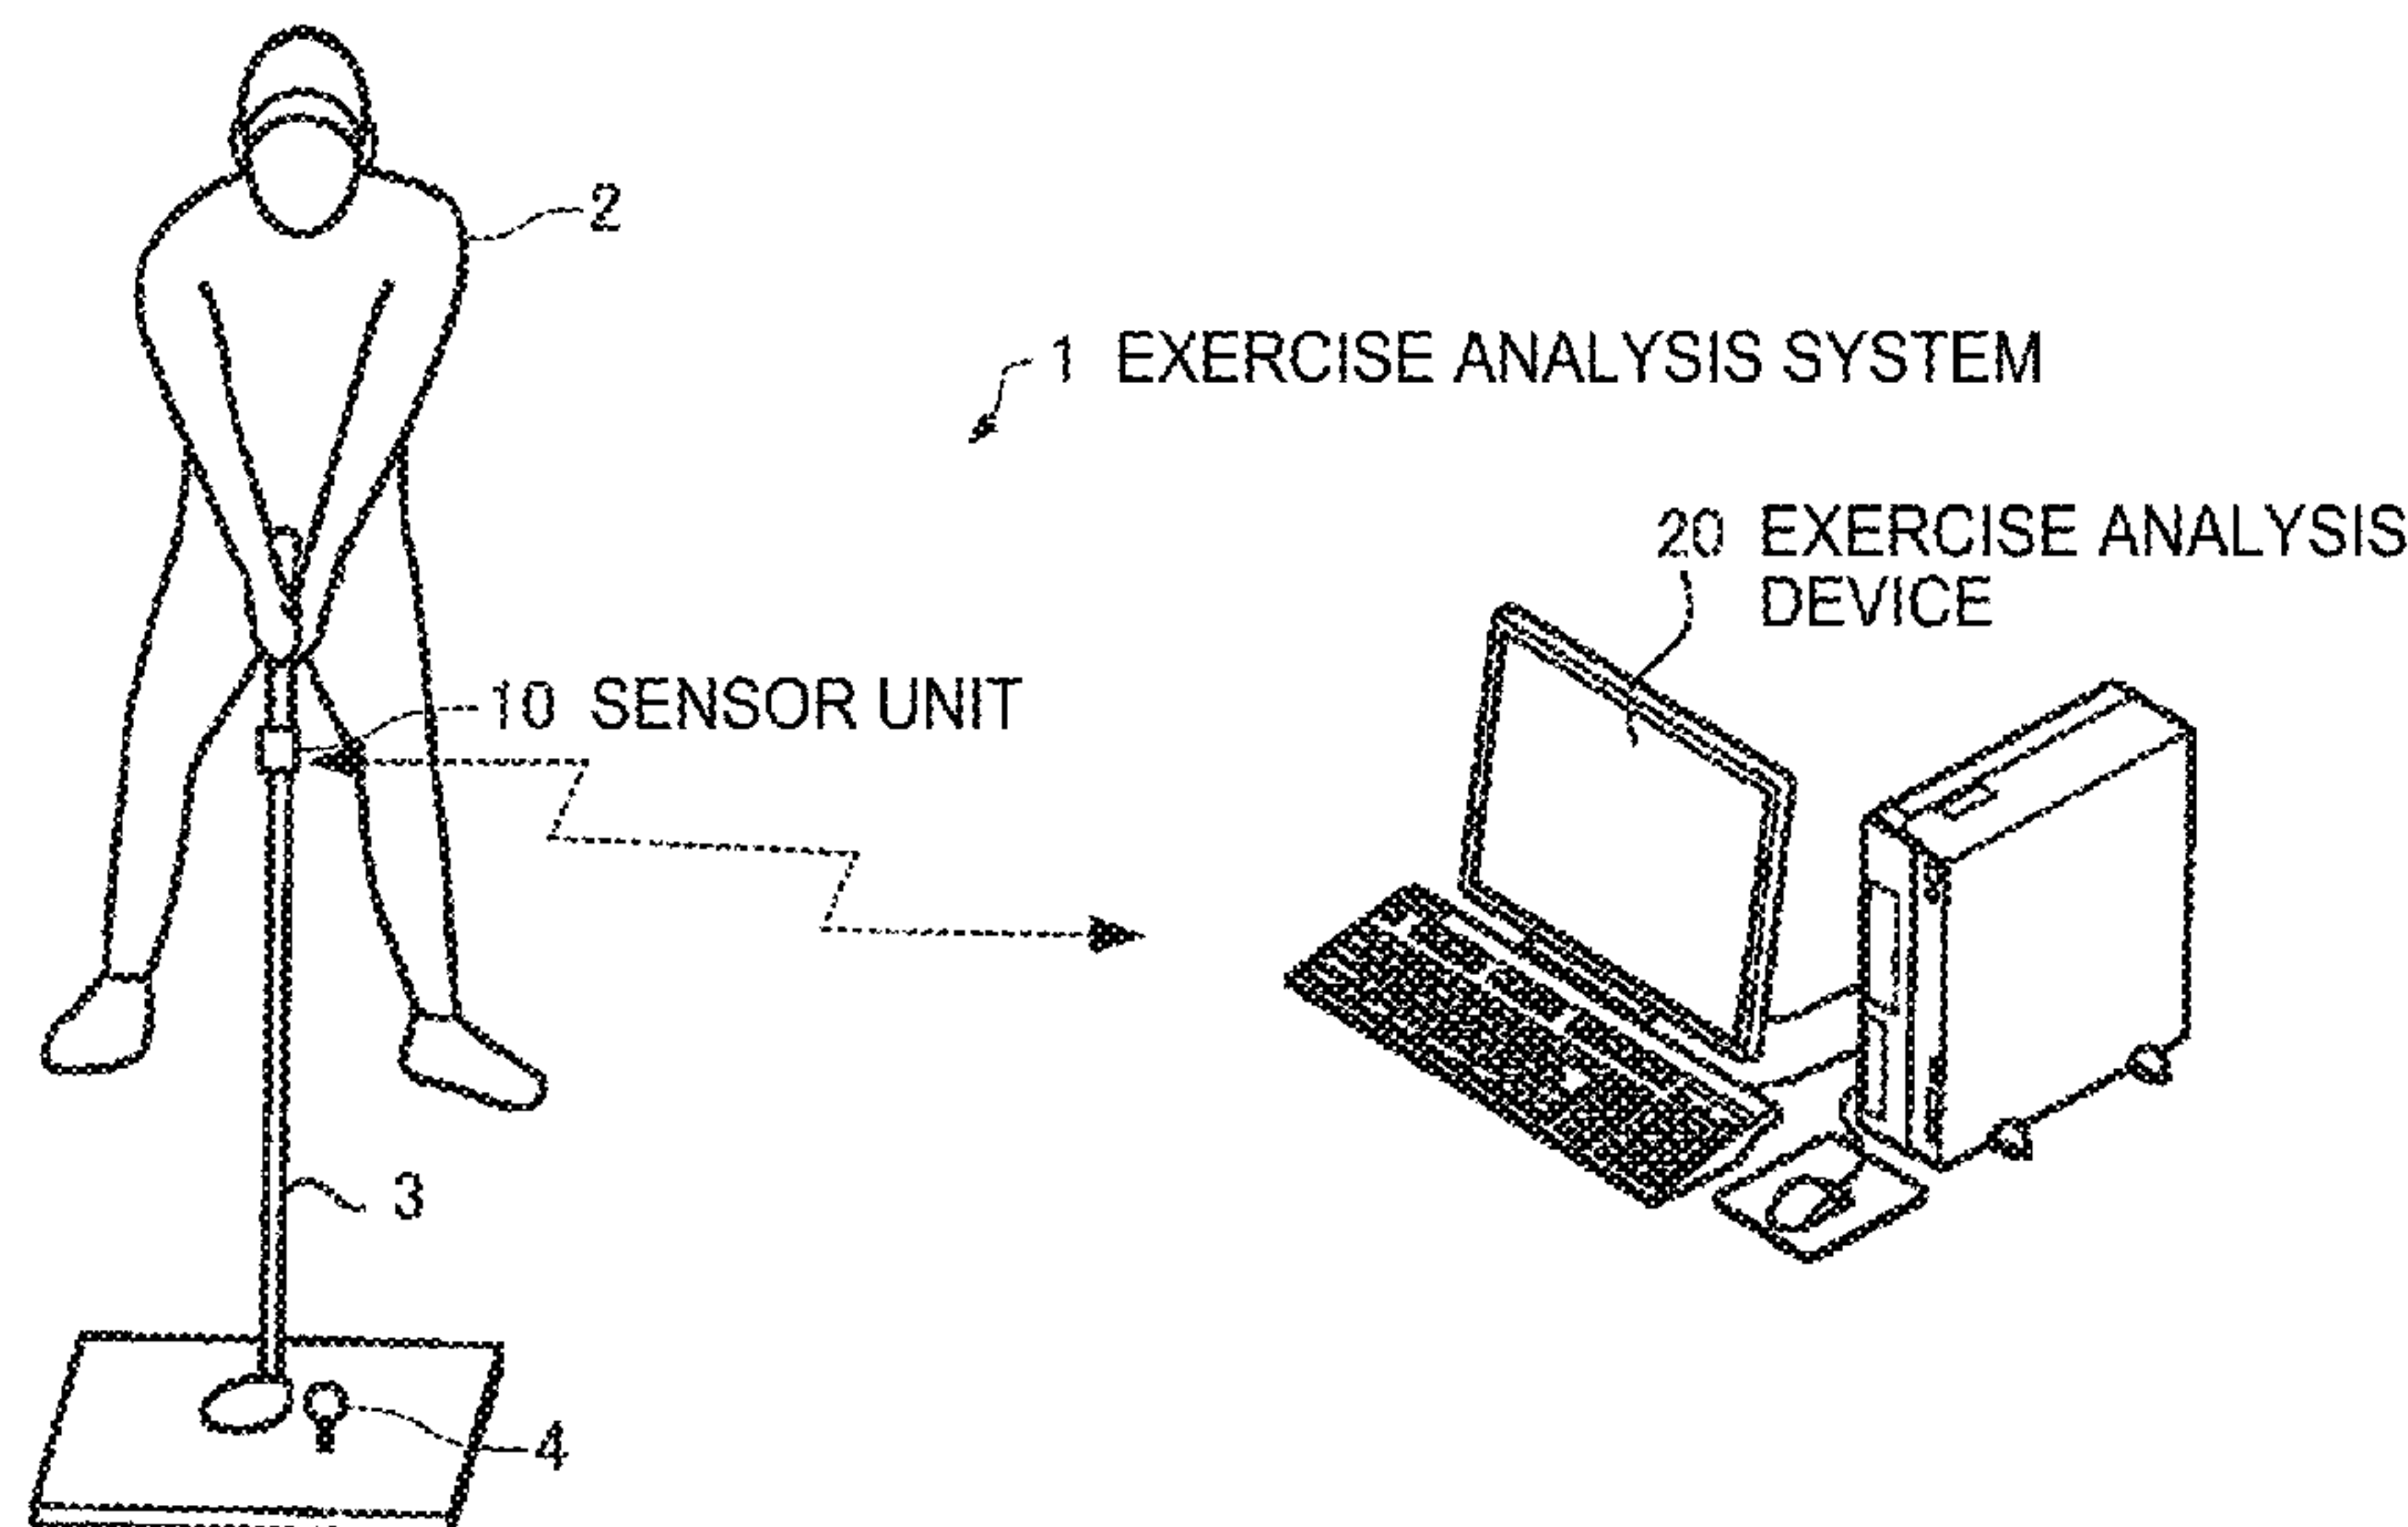 2
1 EXERCISE ANALYSIS SYSTEM
20 EXERCISE ANALYSIS
DEVICE
10 SENSOR UNIT
3
4